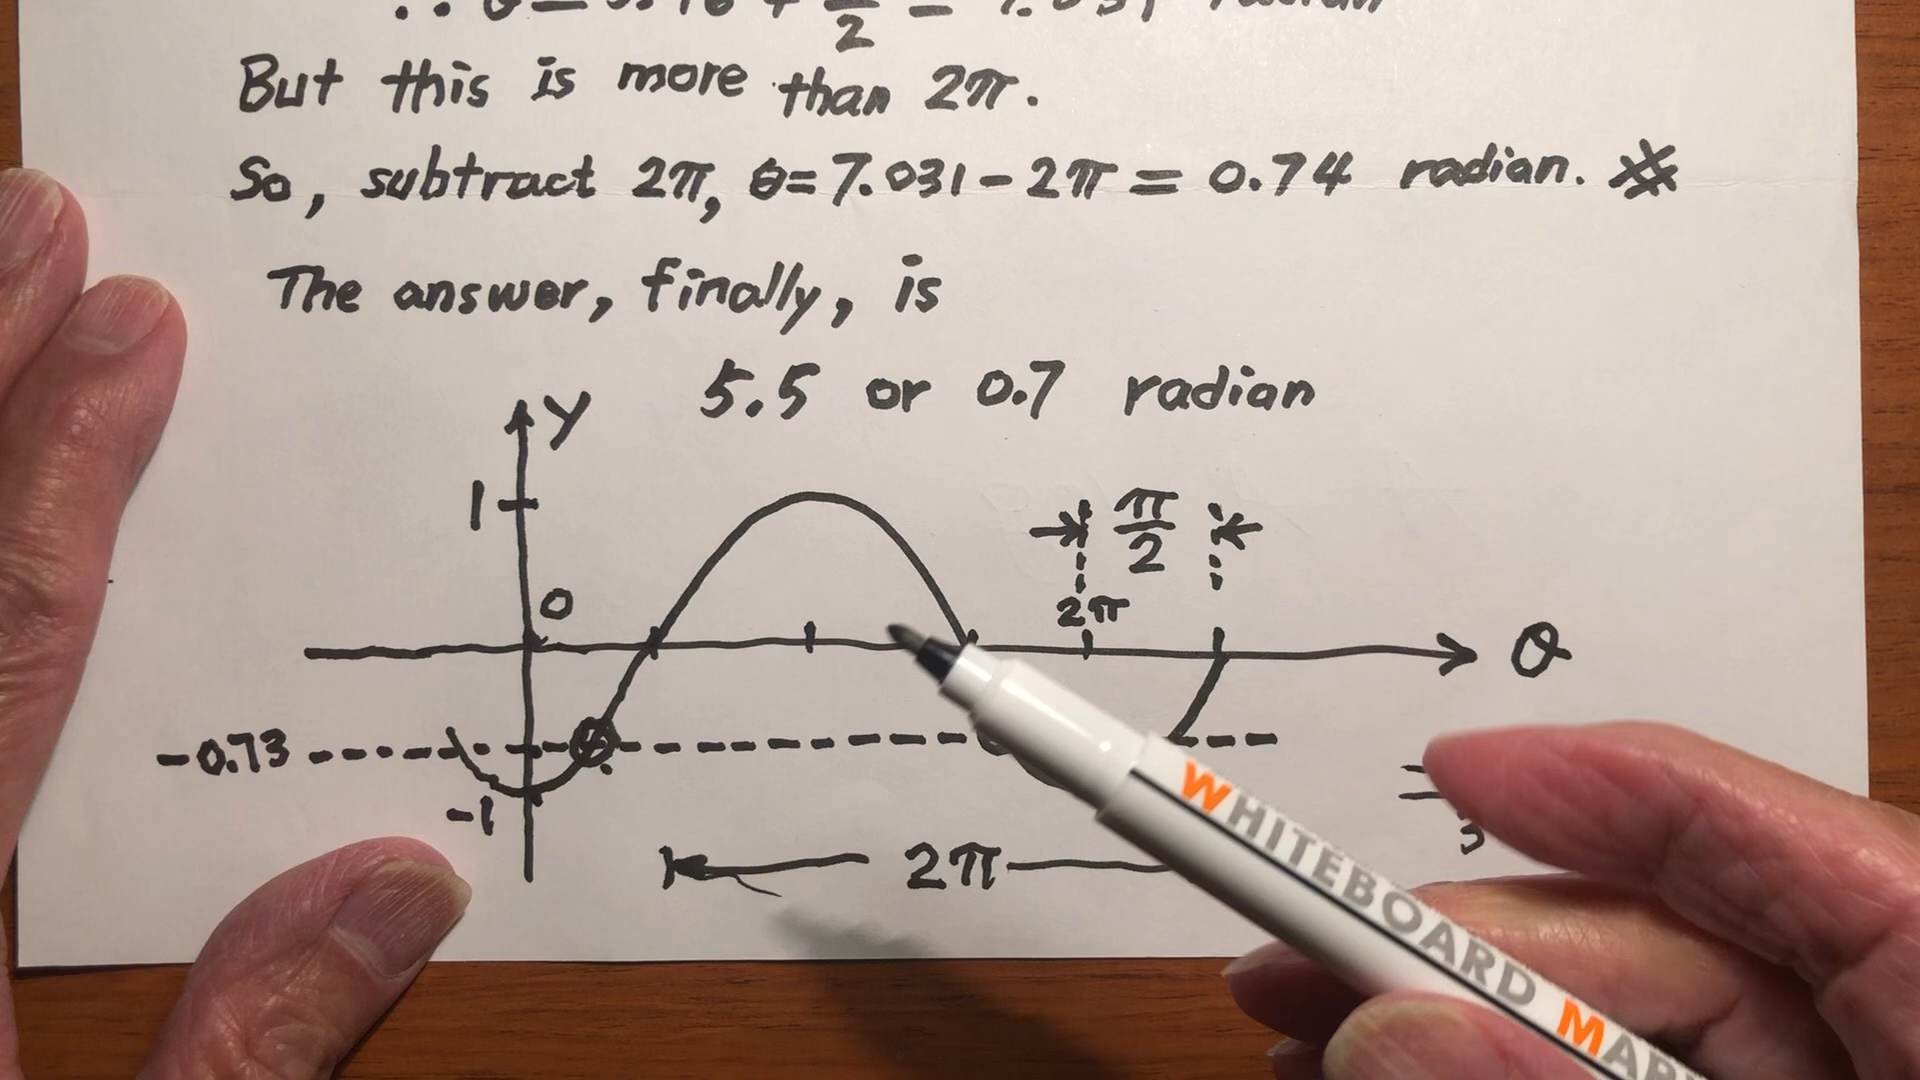 But this is more than 2π.
So, subtract 2π, θ=7.031-2π=0.74 radian.
The answer, finally, is
5.5 or 0.7 radian
y
1
π/2
0
2π
θ
-0.73
-1
2π
3
WHITEBOARD